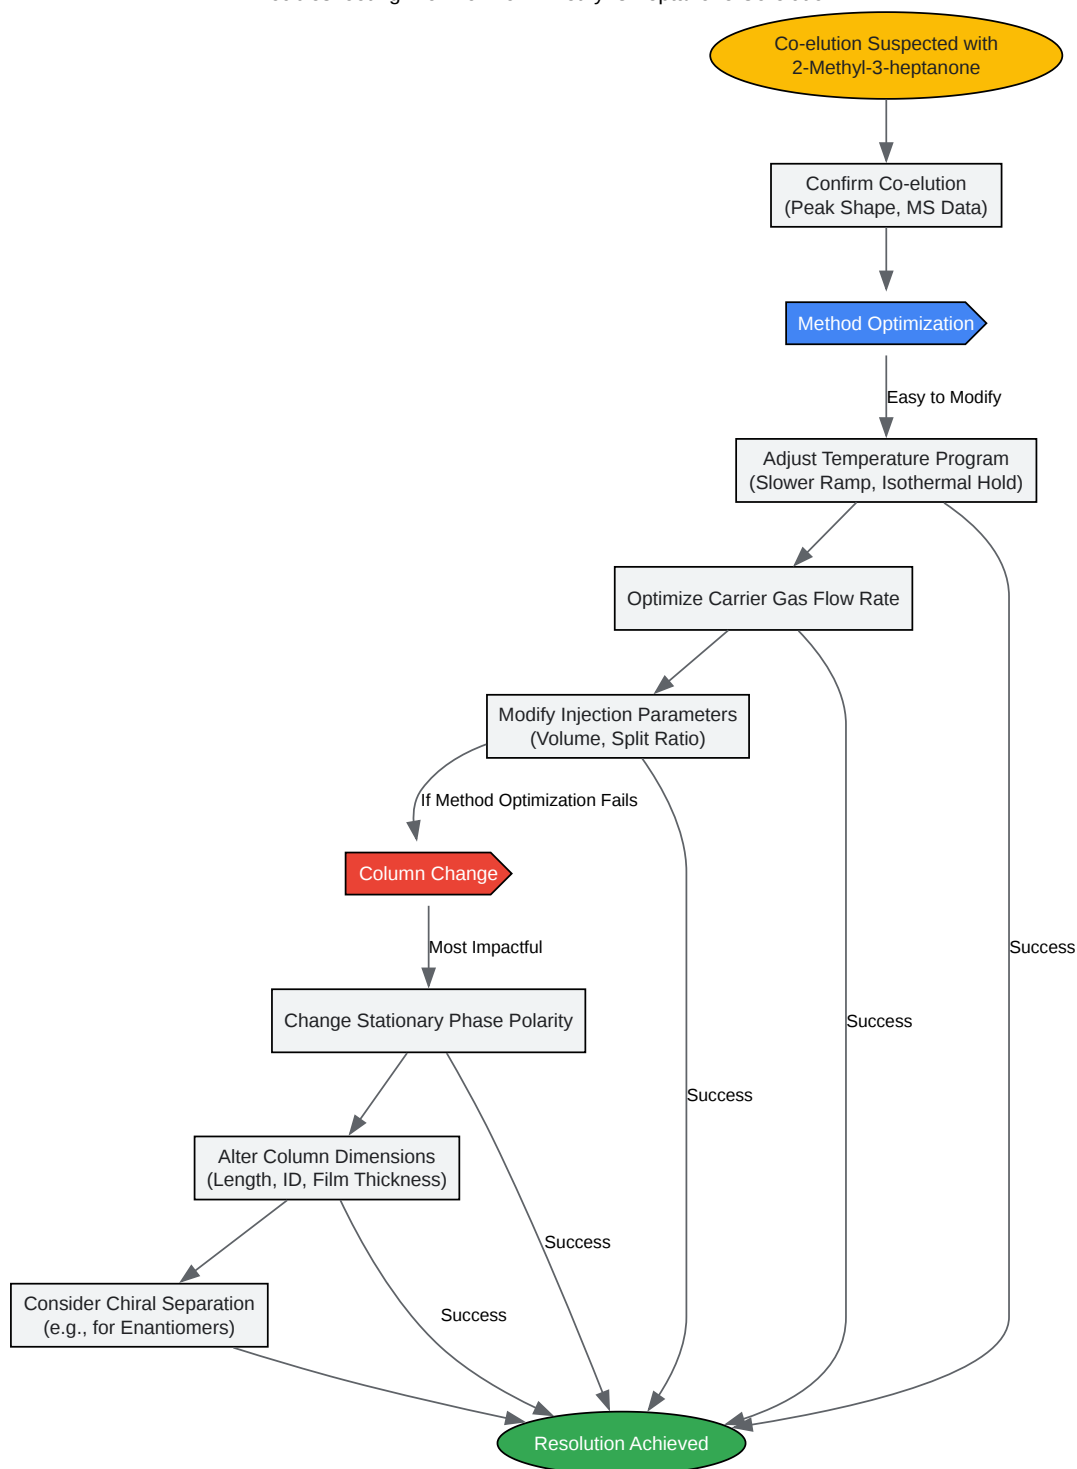 Co-elution Suspected with
2-Methyl-3-heptanone
Confirm Co-elution
(Peak Shape, MS Data)
Method Optimization
Easy to Modify
Adjust Temperature Program
(Slower Ramp, Isothermal Hold)
Optimize Carrier Gas Flow Rate
Modify Injection Parameters
(Volume, Split Ratio)
If Method Optimization Fails
Column Change
Most Impactful
Success
Change Stationary Phase Polarity
Success
Success
Alter Column Dimensions
(Length, ID, Film Thickness)
Success
Consider Chiral Separation
(e.g., for Enantiomers)
Success
Resolution Achieved